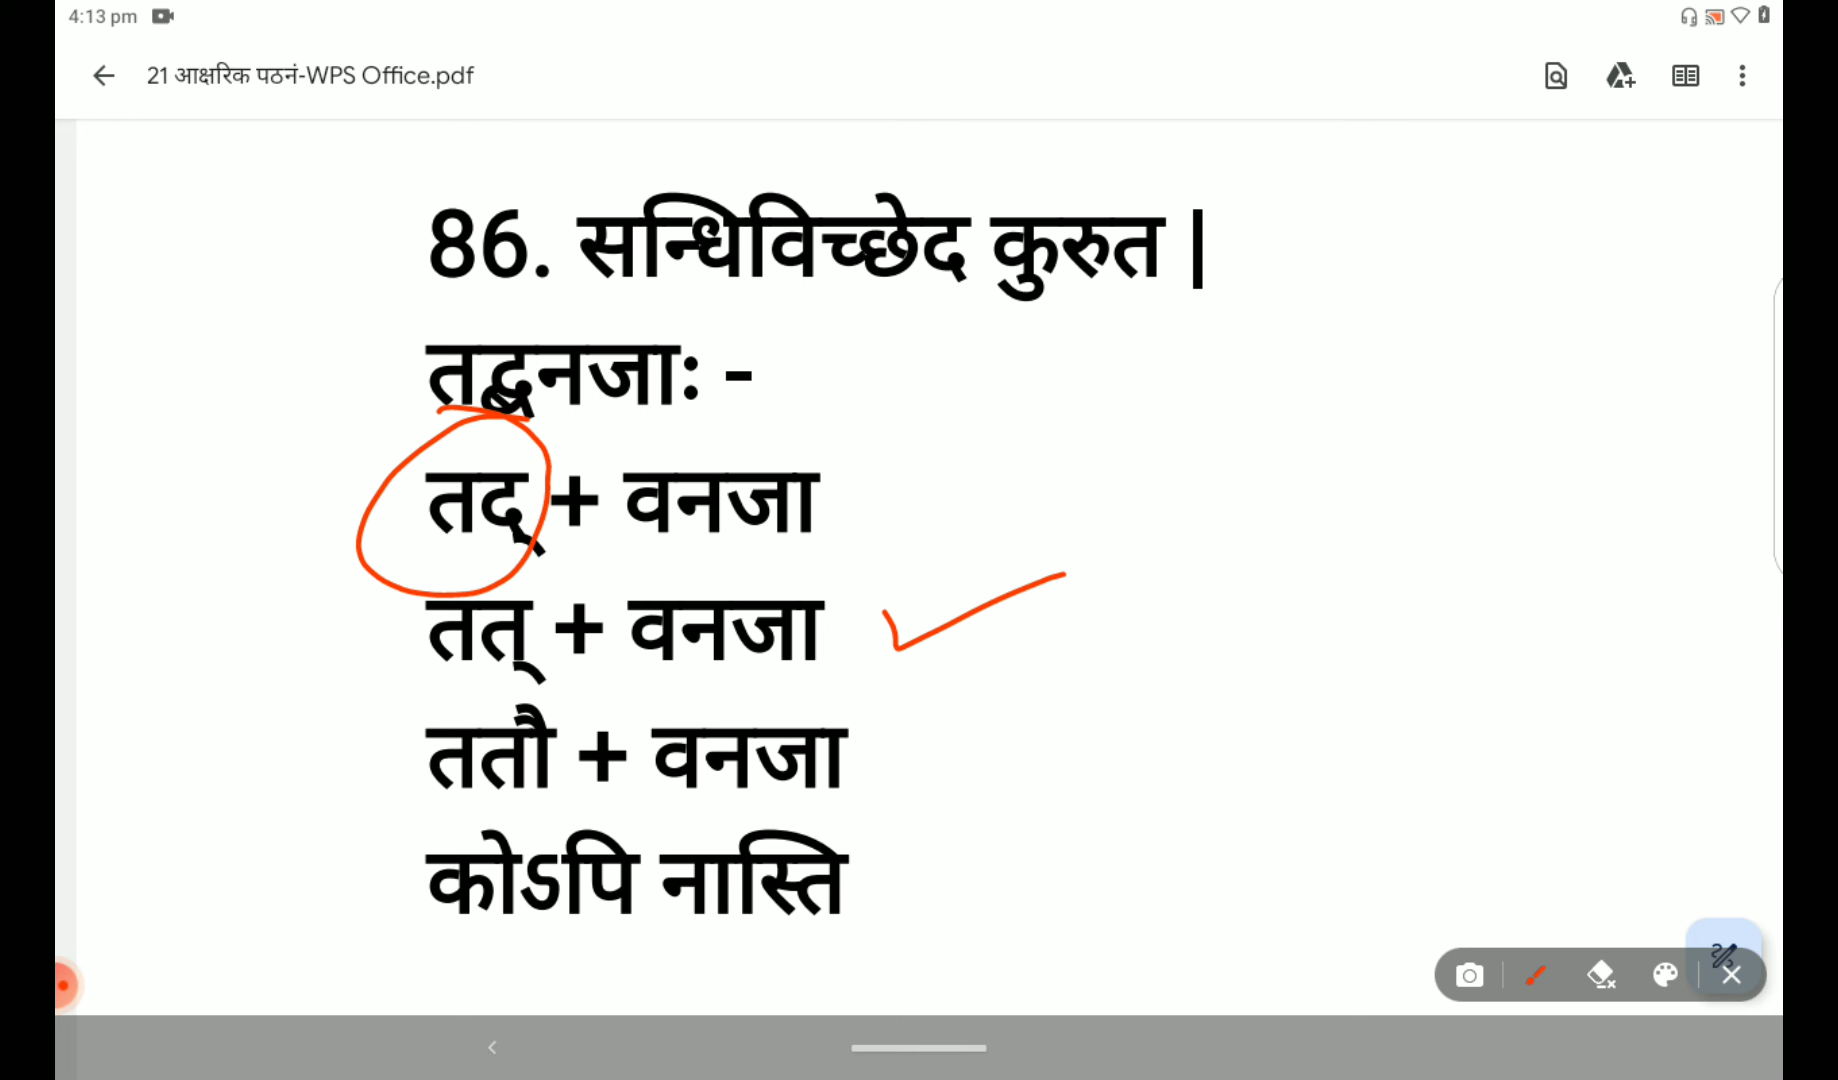 4:13 pm
21 आक्षरिक पठनं-WPS Office.pdf
86. सन्धिविच्छेद कुरुत |
तद्वनजाः -
तद् + वनजा
तत् + वनजा
ततौ + वनजा
कोऽपि नास्ति